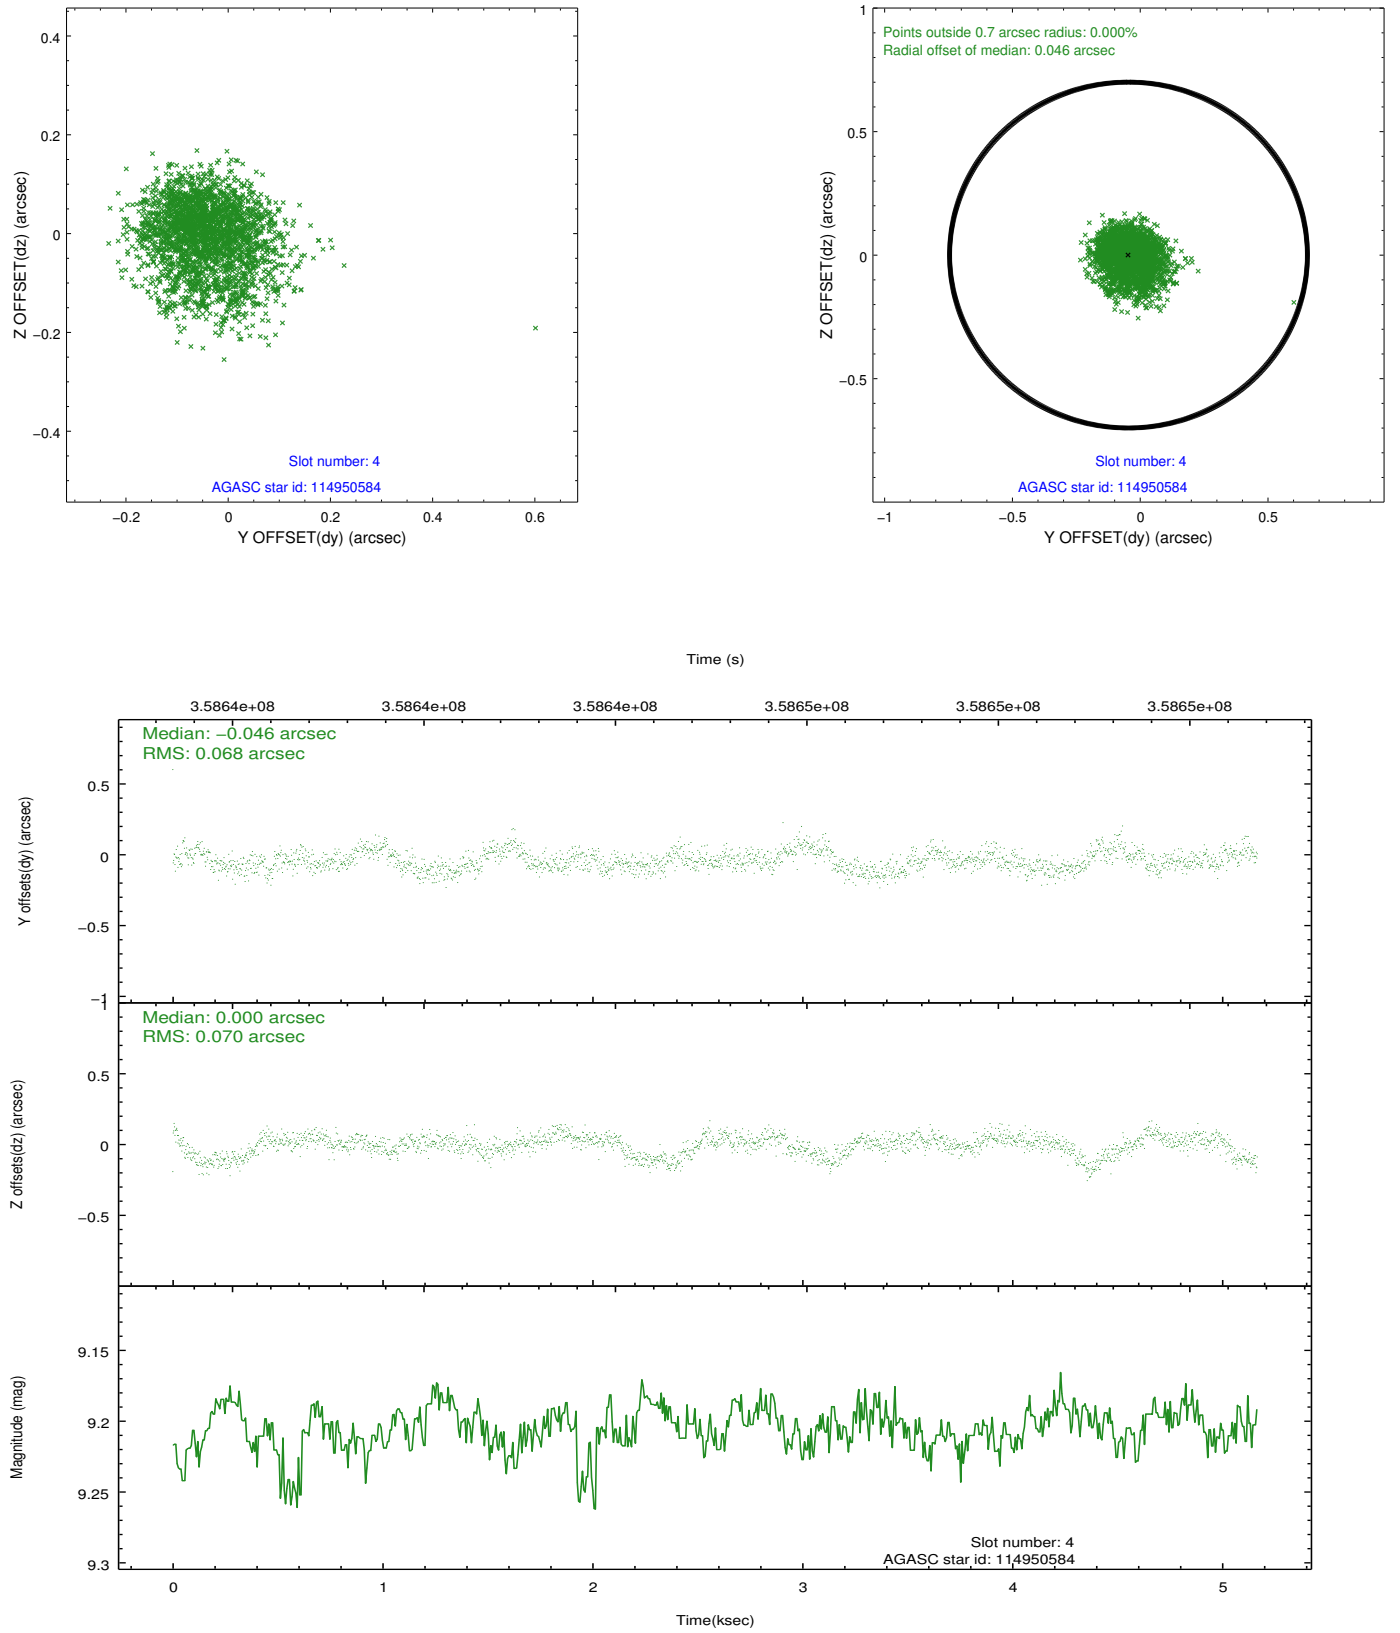 0.4
0.2
0
−0.2
−0.4
Z OFFSET(dz) (arcsec)
Slot number: 4
AGASC star id: 114950584
−0.2 0 0.2 0.4 0.6
Y OFFSET(dy) (arcsec)
1
0.5
0
−0.5
Z OFFSET(dz) (arcsec)
Points outside 0.7 arcsec radius: 0.000%
Radial offset of median: 0.046 arcsec
Slot number: 4
AGASC star id: 114950584
−1 −0.5 0 0.5
Y OFFSET(dy) (arcsec)
Time (s)
3.5864e+08 3.5864e+08 3.5864e+08 3.5865e+08 3.5865e+08 3.5865e+08
Median: −0.046 arcsec
RMS: 0.068 arcsec
0.5
0
−0.5
−1
Y offsets(dy) (arcsec)
1
Median: 0.000 arcsec
RMS: 0.070 arcsec
0.5
0
−0.5
Z offsets(dz) (arcsec)
9.15
9.2
9.25
9.3
Magnitude (mag)
Slot number: 4
AGASC star id: 114950584
0 1 2 3 4 5
Time(ksec)